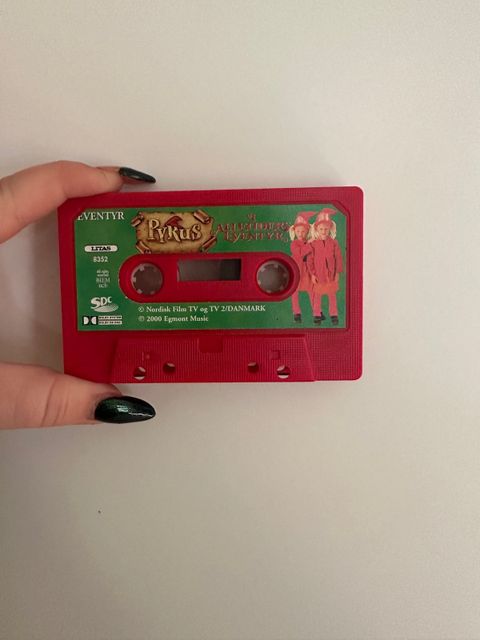 EVENTYR
PYRUS
ALLETIDERS
EVENTYR
LITAS
8352
SDC
© Nordisk Film TV og TV 2/DANMARK
℗ 2000 Egmont Music